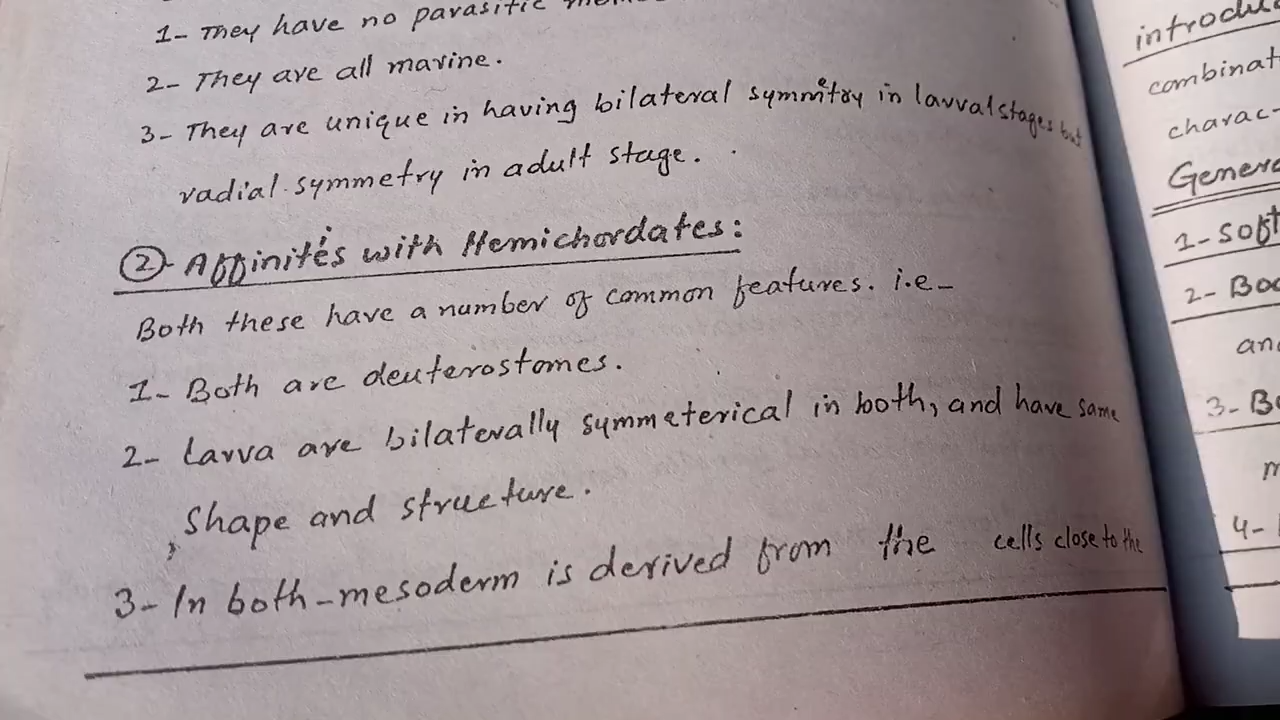 1- They have no parasitic
2- They are all marine.
3- They are unique in having bilateral symmetry in larval stages but
radial symmetry in adult stage.
② Affinities with Hemichordates:
Both these have a number of common features. i.e-
1- Both are deuterostomes.
2- Larva are bilaterally symmeterical in both, and have same
shape and structure.
3- In both-mesoderm is derived from the cells close to the
introdu
combinat
charac-
Genera
1- Soft
2- Bo
an
3- B
m
4-